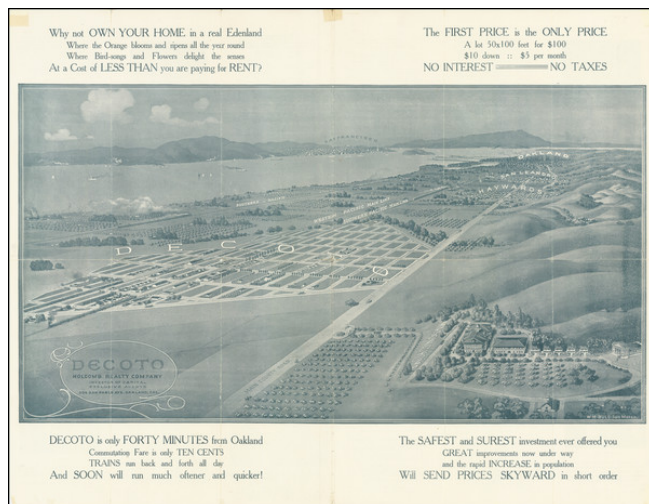 Why not OWN YOUR HOME in a real Edenland
Where the Orange blooms and ripens all the year round
Where Bird-songs and Flowers delight the senses
At a Cost of LESS THAN you are paying for RENT?
The FIRST PRICE is the ONLY PRICE
A lot 50x100 feet for $100
$10 down :: $5 per month
NO INTEREST NO TAXES
OAKLAND
SAN LEANDRO
HAYWARDS
DECOTO
DECOTO
HOLCOMB REALTY COMPANY
DECOTO is only FORTY MINUTES from Oakland
Commutation Fare is only TEN CENTS
TRAINS run back and forth all day
And SOON will run much oftener and quicker!
The SAFEST and SUREST investment ever offered you
GREAT improvements now under way
and the rapid INCREASE in population
Will SEND PRICES SKYWARD in short order